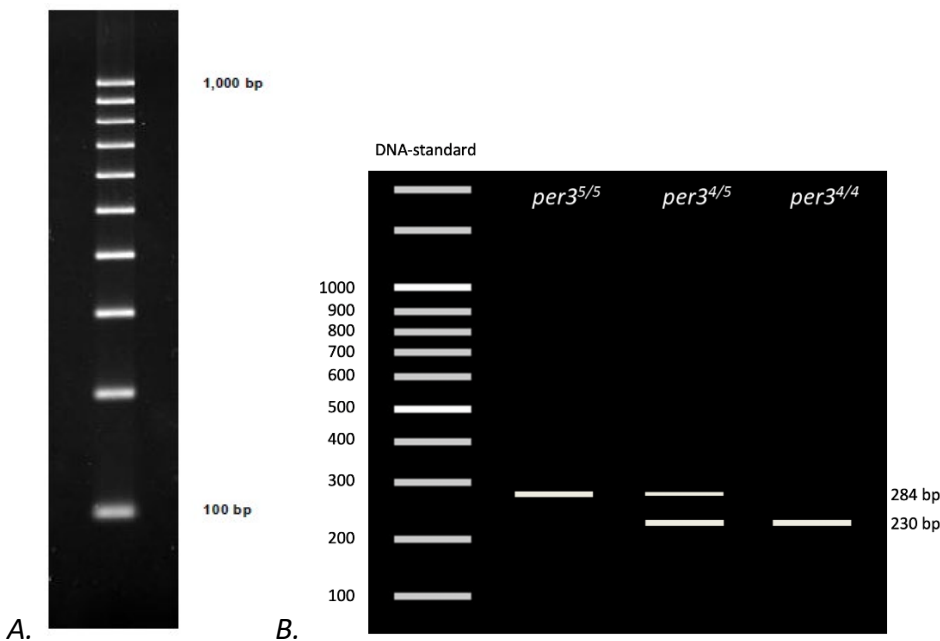 1,000 bp
100 bp
A.
DNA-standard
per3^5/5 per3^4/5 per3^4/4
1000
900
800
700
600
500
400
300
284 bp
230 bp
200
100
B.